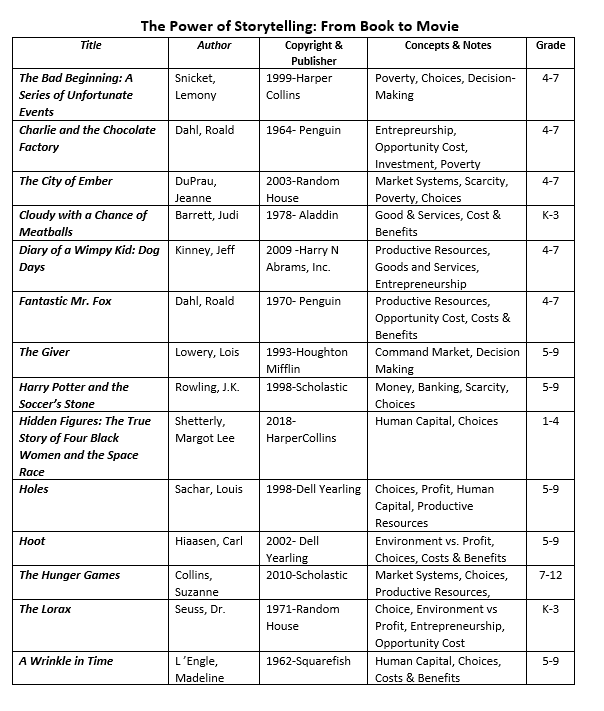 The Power of Storytelling: From Book to Movie
Title Author Copyright & Concepts & Notes Grade
Publisher
The Bad Beginning: A Snicket, 1999-Harper Poverty, Choices, Decision- 4-7
Series of Unfortunate Lemony Collins Making
Events
Charlie and the Chocolate Dahl, Roald 1964- Penguin Entrepreurship, 4-7
Factory Opportunity Cost,
Investment, Poverty
The City of Ember DuPrau, 2003-Random Market Systems, Scarcity, 4-7
Jeanne House Poverty, Choices
Cloudy with a Chance of Barrett, Judi 1978- Aladdin Good & Services, Cost & K-3
Meatballs Benefits
Diary of a Wimpy Kid: Dog Kinney, Jeff 2009 -Harry N Productive Resources, 4-7
Days Abrams, Inc. Goods and Services,
Entrepreneurship
Fantastic Mr. Fox Dahl, Roald 1970- Penguin Productive Resources, 4-7
Opportunity Cost, Costs &
Benefits
The Giver Lowery, Lois 1993-Houghton Command Market, Decision 5-9
Mifflin Making
Harry Potter and the Rowling, J.K. 1998-Scholastic Money, Banking, Scarcity, 5-9
Soccer's Stone Choices
Hidden Figures: The True Shetterly, 2018- Human Capital, Choices 1-4
Story of Four Black Margot Lee HarperCollins
Women and the Space
Race
Holes Sachar, Louis 1998-Dell Yearling Choices, Profit, Human 5-9
Capital, Productive
Resources
Hoot Hiaasen, Carl 2002- Dell Environment vs. Profit, 5-9
Yearling Choices, Costs & Benefits
The Hunger Games Collins, 2010-Scholastic Market Systems, Choices, 7-12
Suzanne Productive Resources,
The Lorax Seuss, Dr. 1971-Random Choice, Environment vs K-3
House Profit, Entrepreneurship,
Opportunity Cost
A Wrinkle in Time L 'Engle, 1962-Squarefish Human Capital, Choices, 5-9
Madeline Costs & Benefits